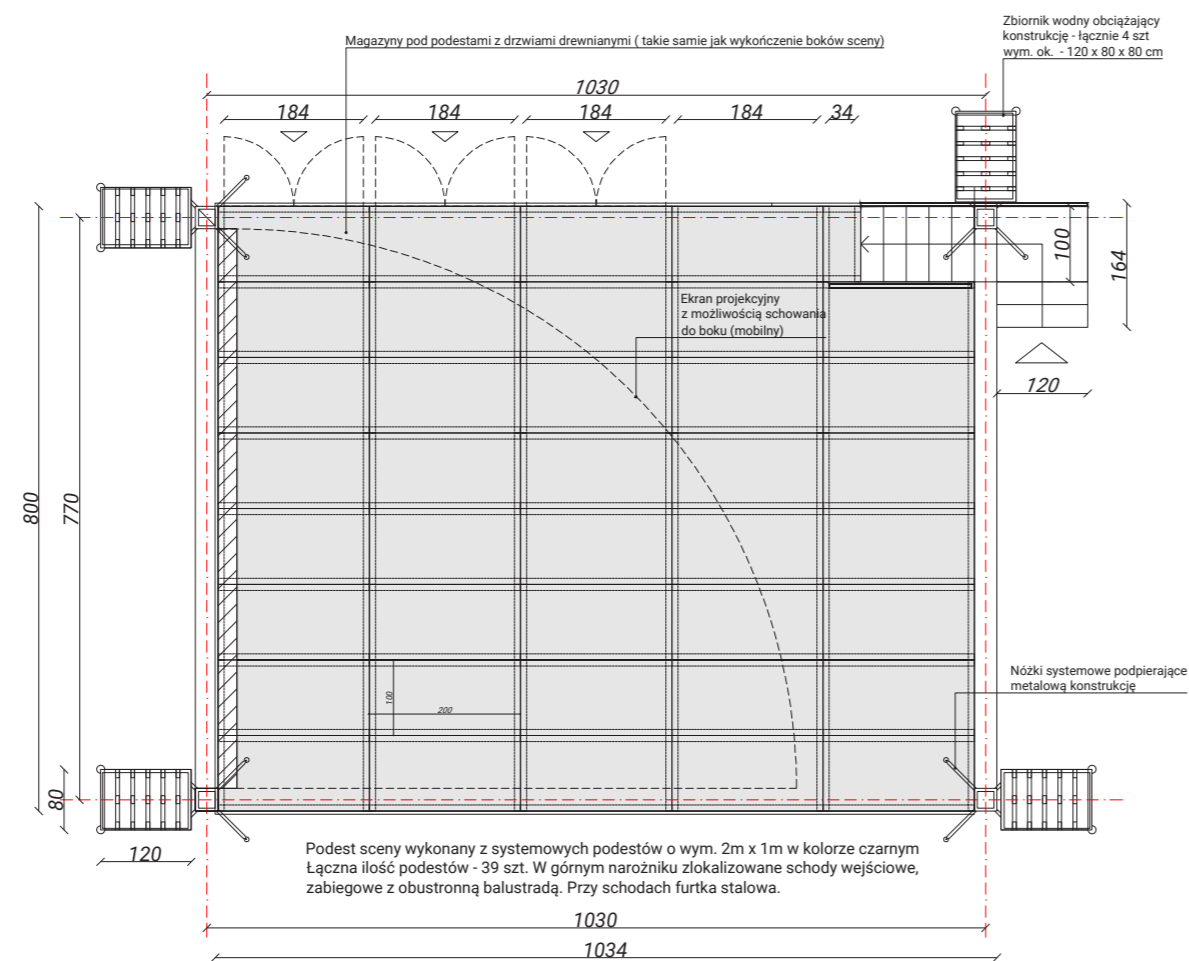 Zbiornik wodny obciążający
konstrukcję - łącznie 4 szt
wym. ok. - 120 x 80 x 80 cm
Magazyny pod podestami z drzwiami drewnianymi ( takie samie jak wykończenie boków sceny)
1030
184
184
184
184
34
100
164
Ekran projekcyjny
z możliwością schowania
do boku (mobilny)
120
800
770
Nóżki systemowe podpierające
metalową konstrukcję
100
200
80
120
Podest sceny wykonany z systemowych podestów o wym. 2m x 1m w kolorze czarnym
Łączna ilość podestów - 39 szt. W górnym narożniku zlokalizowane schody wejściowe,
zabiegowe z obustronną balustradą. Przy schodach furtka stalowa.
1030
1034